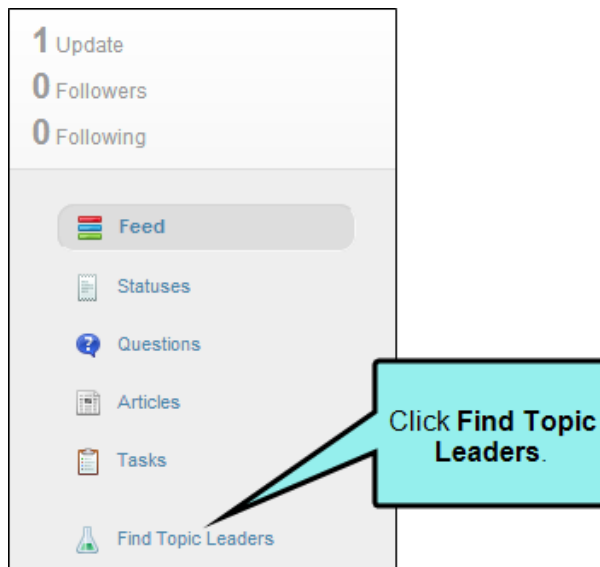 1 Update
0 Followers
0 Following
Feed
Statuses
Questions
Articles
Tasks
Find Topic Leaders
Click Find Topic
Leaders.